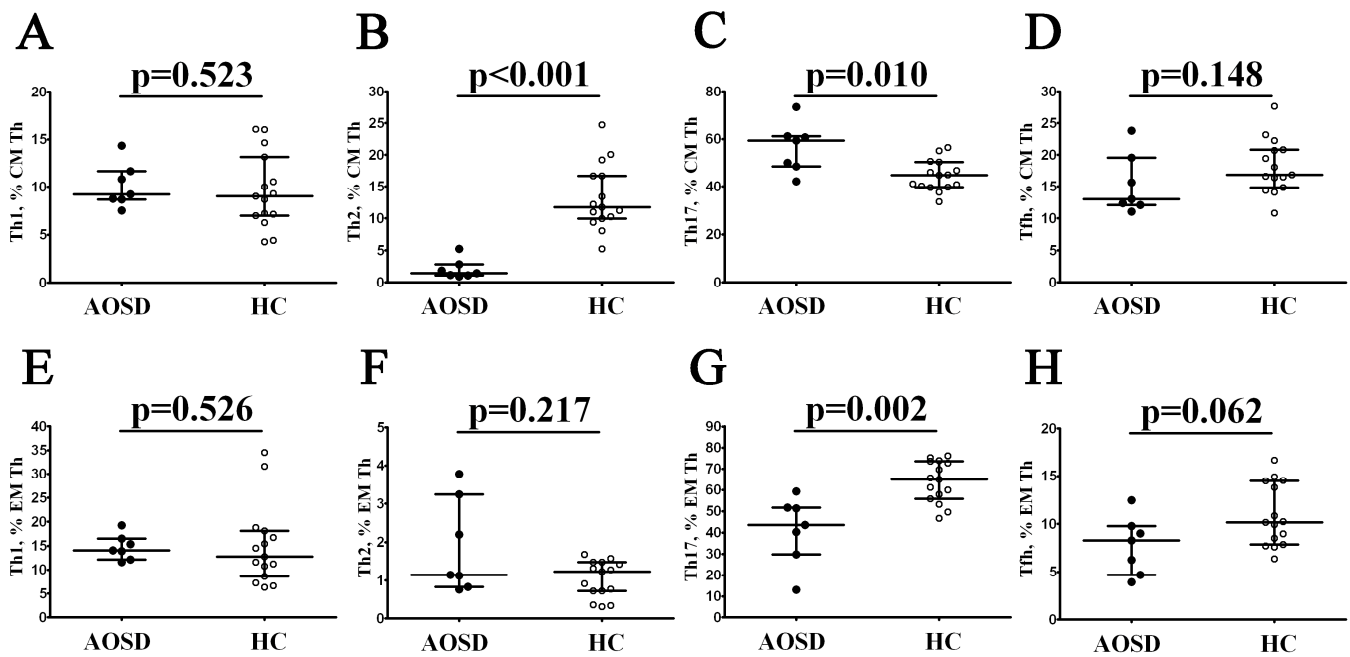 A
p=0.523
Th1, % CM Th
20
15
10
5
0
AOSD
HC
B
p<0.001
Th2, % CM Th
30
25
20
15
10
5
0
AOSD
HC
C
p=0.010
Th17, % CM Th
80
60
40
20
0
AOSD
HC
D
p=0.148
Tfh, % CM Th
30
25
20
15
10
5
0
AOSD
HC
E
p=0.526
Th1, % EM Th
40
35
30
25
20
15
10
5
0
AOSD
HC
F
p=0.217
Th2, % EM Th
5
4
3
2
1
0
AOSD
HC
G
p=0.002
Th17, % EM Th
90
80
70
60
50
40
30
20
10
0
AOSD
HC
H
p=0.062
Tfh, % EM Th
20
15
10
5
0
AOSD
HC